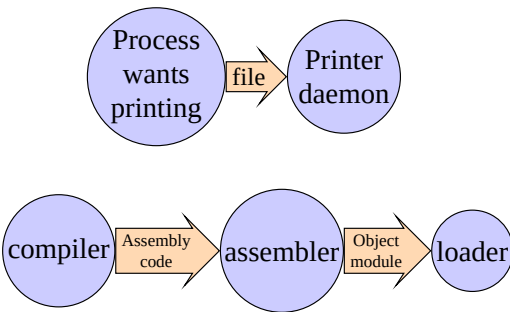 Process
wants
printing
file
Printer
daemon
compiler
Assembly
code
assembler
Object
module
loader